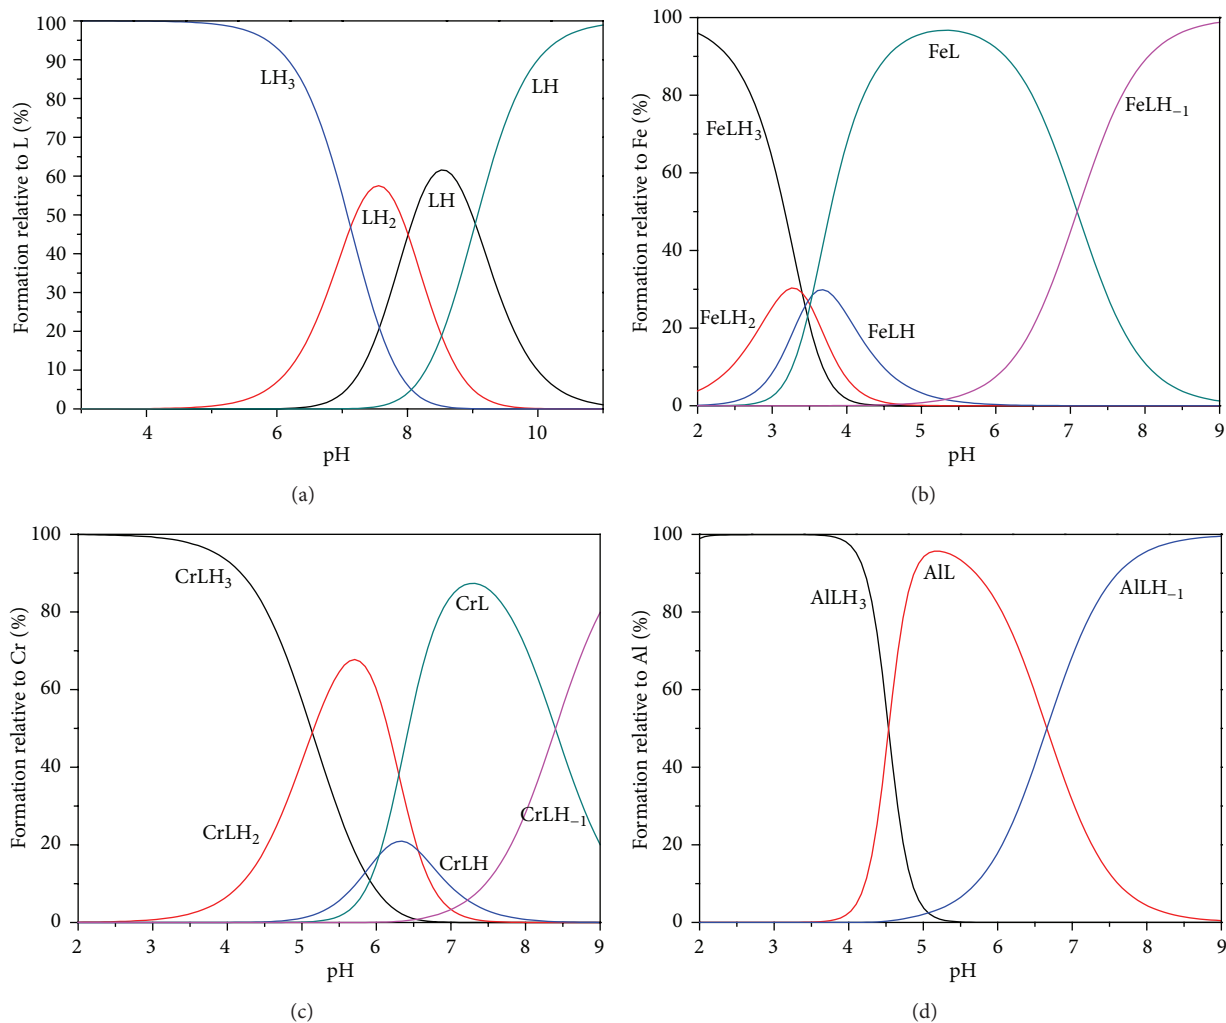 100
90
80
70
60
50
40
30
20
10
0
Formation relative to L (%)
LH₃
LH
LH₂
LH
4 6 8 10
pH
(a)
100
80
60
40
20
0
Formation relative to Fe (%)
FeL
FeLH₃
FeLH₋₁
FeLH₂
FeLH
2 3 4 5 6 7 8 9
pH
(b)
100
80
60
40
20
0
Formation relative to Cr (%)
CrLH₃
CrL
CrLH₂
CrLH₋₁
CrLH
2 3 4 5 6 7 8 9
pH
(c)
100
80
60
40
20
0
Formation relative to Al (%)
AlLH₃
AlL
AlLH₋₁
2 3 4 5 6 7 8 9
pH
(d)